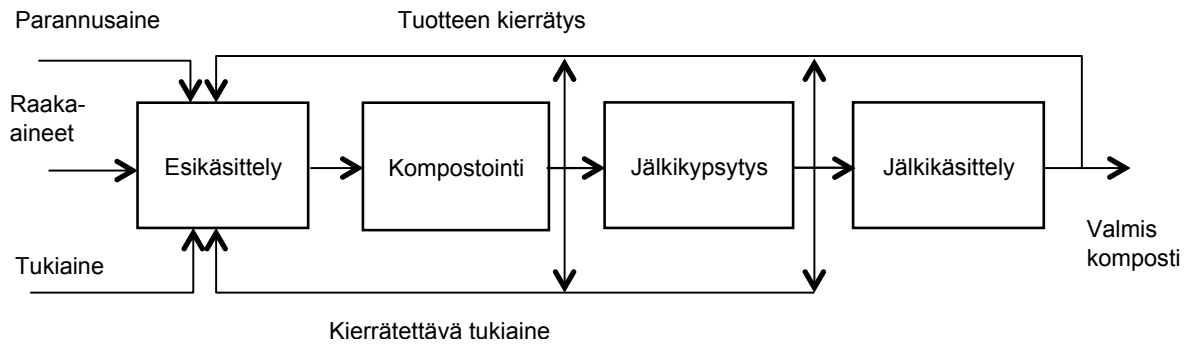 Parannusaine
Tuotteen kierrätys
Raaka-
aineet
Esikäsittely
Kompostointi
Jälkikypsytys
Jälkikäsittely
Valmis
komposti
Tukiaine
Kierrätettävä tukiaine